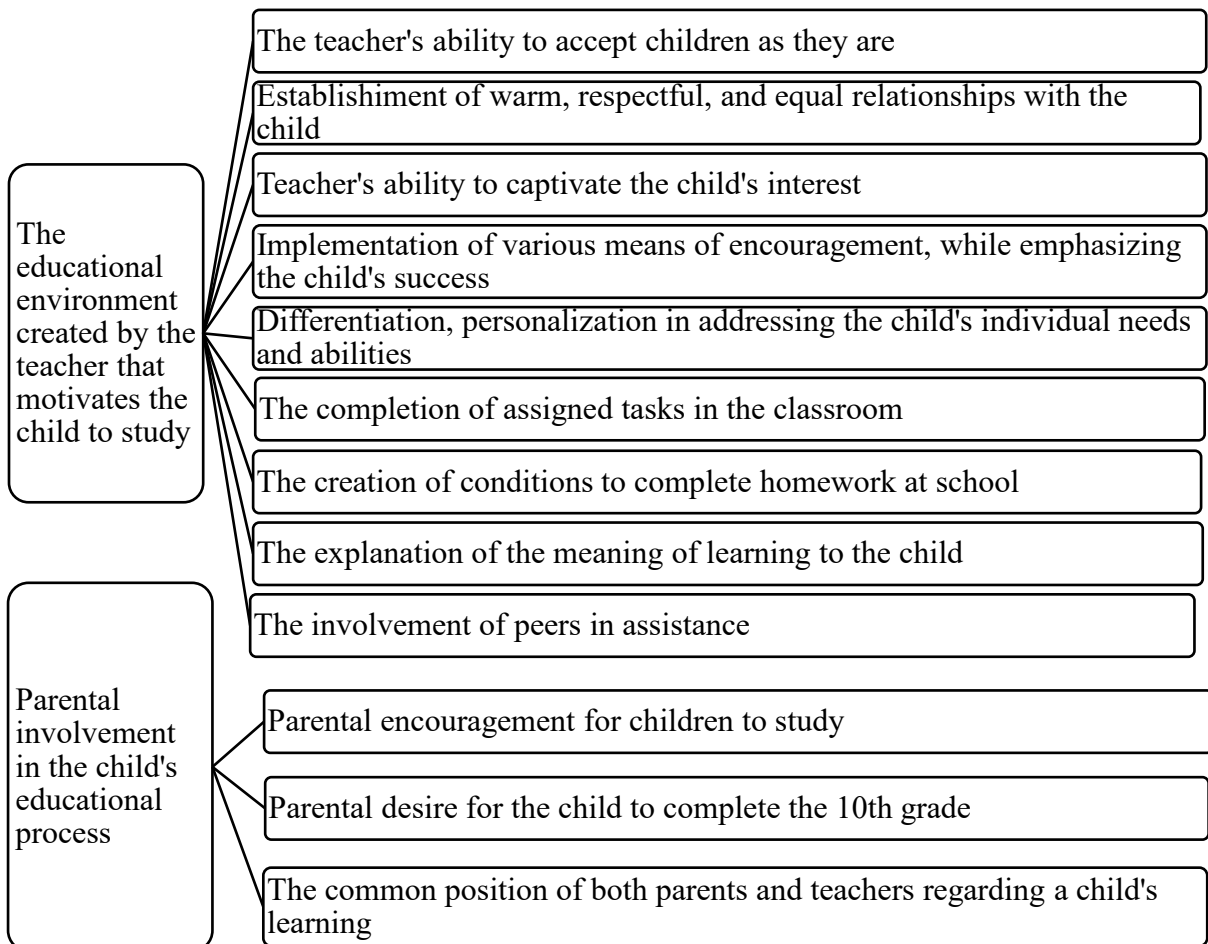 The
educational
environment
created by the
teacher that
motivates the
child to study
The teacher's ability to accept children as they are
Establishiment of warm, respectful, and equal relationships with the
child
Teacher's ability to captivate the child's interest
Implementation of various means of encouragement, while emphasizing
the child's success
Differentiation, personalization in addressing the child's individual needs
and abilities
The completion of assigned tasks in the classroom
The creation of conditions to complete homework at school
The explanation of the meaning of learning to the child
The involvement of peers in assistance
Parental
involvement
in the child's
educational
process
Parental encouragement for children to study
Parental desire for the child to complete the 10th grade
The common position of both parents and teachers regarding a child's
learning